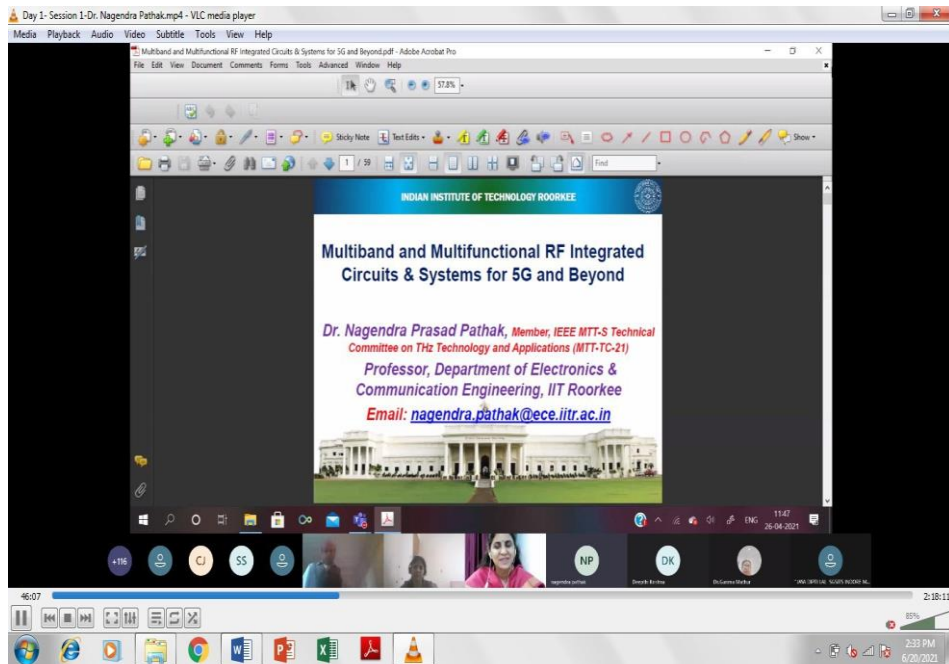 Day 1- Session 1-Dr. Nagendra Pathak.mp4 - VLC media player
Media Playback Audio Video Subtitle Tools View Help
Multiband and Multifunctional RF Integrated Circuits & Systems for 5G and Beyond.pdf - Adobe Acrobat Pro
File Edit View Document Comments Forms Tools Advanced Window Help
57.8%
Sticky Note Text Edits Show
1 / 59 Find
INDIAN INSTITUTE OF TECHNOLOGY ROORKEE
Multiband and Multifunctional RF Integrated
Circuits & Systems for 5G and Beyond
Dr. Nagendra Prasad Pathak, Member, IEEE MTT-S Technical
Committee on THz Technology and Applications (MTT-TC-21)
Professor, Department of Electronics &
Communication Engineering, IIT Roorkee
Email: nagendra.pathak@ece.iitr.ac.in
ENG 11:47
26-04-2021
+116 CJ SS NP DK
nagendra pathak
46:07 2:18:11
85%
2:33 PM
6/20/2021